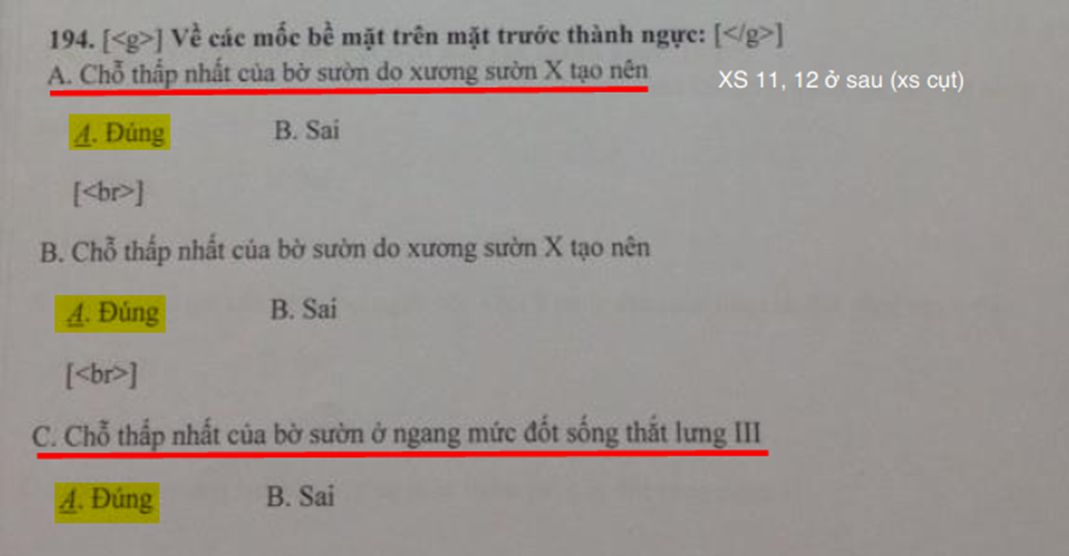 194. [<g>] Về các mốc bề mặt trên mặt trước thành ngực: [</g>]
A. Chỗ thấp nhất của bờ sườn do xương sườn X tạo nên
XS 11, 12 ở sau (xs cụt)
A. Đúng B. Sai
[<br>]
B. Chỗ thấp nhất của bờ sườn do xương sườn X tạo nên
A. Đúng B. Sai
[<br>]
C. Chỗ thấp nhất của bờ sườn ở ngang mức đốt sống thắt lưng III
A. Đúng B. Sai